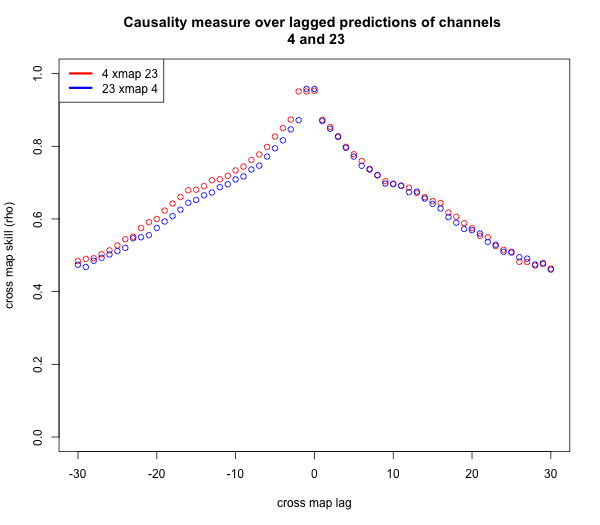 Causality measure over lagged predictions of channels
4 and 23
4 xmap 23
23 xmap 4
cross map skill (rho)
1.0
0.8
0.6
0.4
0.2
0.0
-30 -20 -10 0 10 20 30
cross map lag